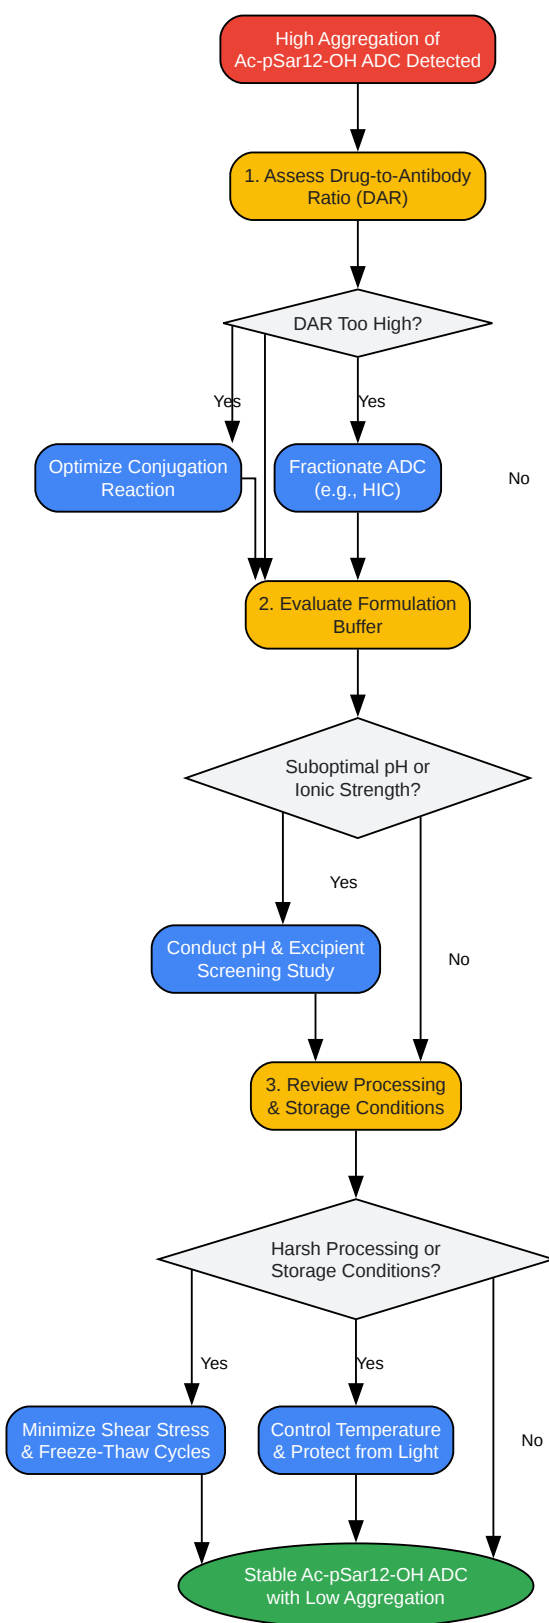 High Aggregation of
Ac-pSar12-OH ADC Detected
1. Assess Drug-to-Antibody
Ratio (DAR)
DAR Too High?
Yes
Yes
Optimize Conjugation
Reaction
Fractionate ADC
(e.g., HIC)
No
2. Evaluate Formulation
Buffer
Suboptimal pH or
Ionic Strength?
Yes
Conduct pH & Excipient
Screening Study
No
3. Review Processing
& Storage Conditions
Harsh Processing or
Storage Conditions?
Yes
Yes
Minimize Shear Stress
& Freeze-Thaw Cycles
Control Temperature
& Protect from Light
No
Stable Ac-pSar12-OH ADC
with Low Aggregation